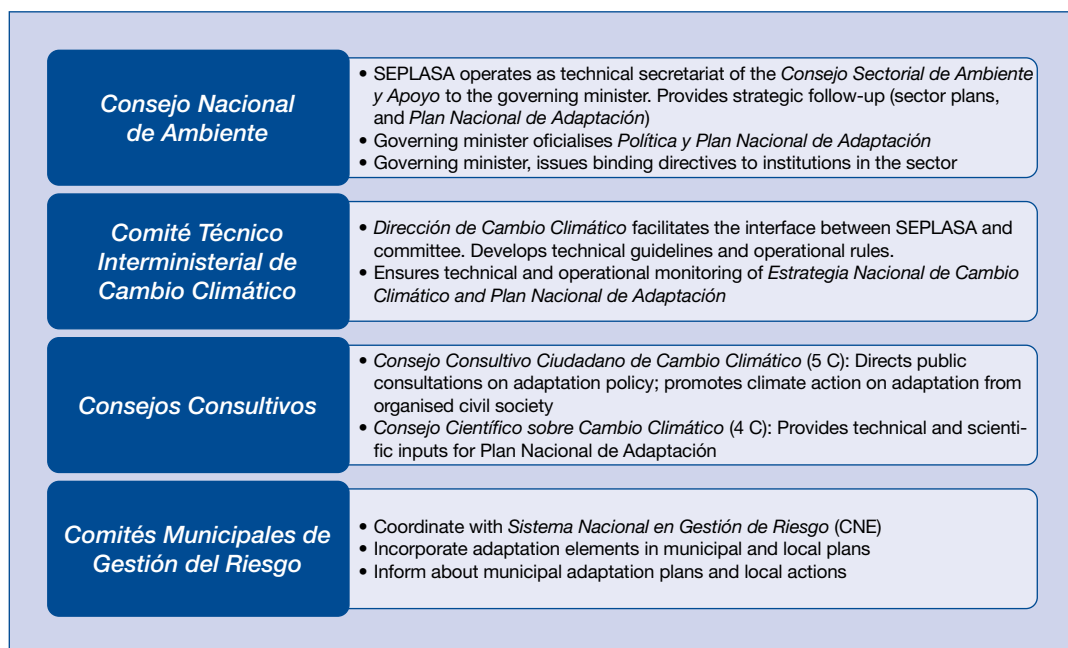 Consejo Nacional
de Ambiente
• SEPLASA operates as technical secretariat of the Consejo Sectorial de Ambiente
y Apoyo to the governing minister. Provides strategic follow-up (sector plans,
and Plan Nacional de Adaptación)
• Governing minister oficialises Política y Plan Nacional de Adaptación
• Governing minister, issues binding directives to institutions in the sector
Comité Técnico
Interministerial de
Cambio Climático
• Dirección de Cambio Climático facilitates the interface between SEPLASA and
committee. Develops technical guidelines and operational rules.
• Ensures technical and operational monitoring of Estrategia Nacional de Cambio
Climático and Plan Nacional de Adaptación
Consejos Consultivos
• Consejo Consultivo Ciudadano de Cambio Climático (5 C): Directs public
consultations on adaptation policy; promotes climate action on adaptation from
organised civil society
• Consejo Científico sobre Cambio Climático (4 C): Provides technical and scienti-
fic inputs for Plan Nacional de Adaptación
Comités Municipales de
Gestión del Riesgo
• Coordinate with Sistema Nacional en Gestión de Riesgo (CNE)
• Incorporate adaptation elements in municipal and local plans
• Inform about municipal adaptation plans and local actions